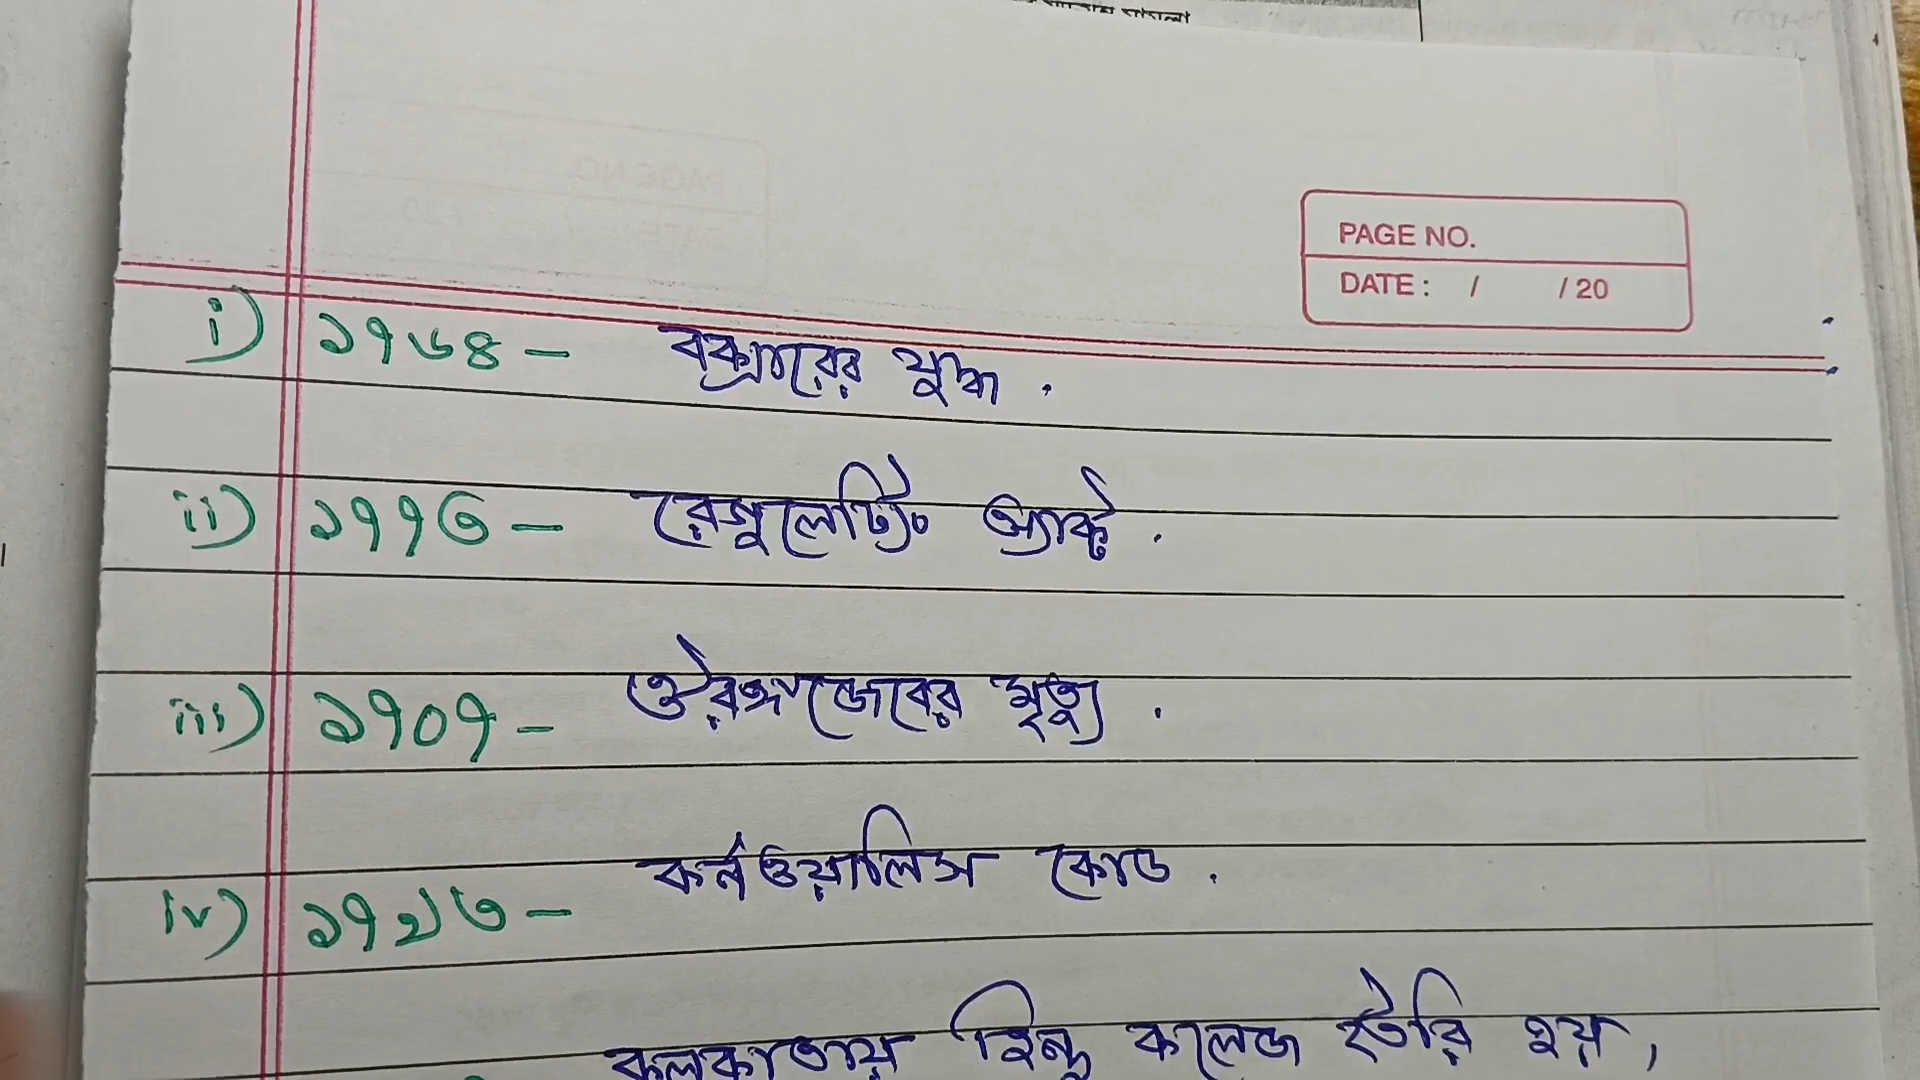 PAGE NO.
DATE : / / 20
i) ১৭৬৪ — বক্সারের যুদ্ধ .
ii) ১৭৭৩ — রেগুলেটিং অ্যাক্ট .
iii) ১৭০৭ — ঔরঙ্গজেবের মৃত্যু .
iv) ১৭৯৩ — কর্নওয়ালিস কোড .
কলকাতায় হিন্দু কলেজ তৈরি হয় ,